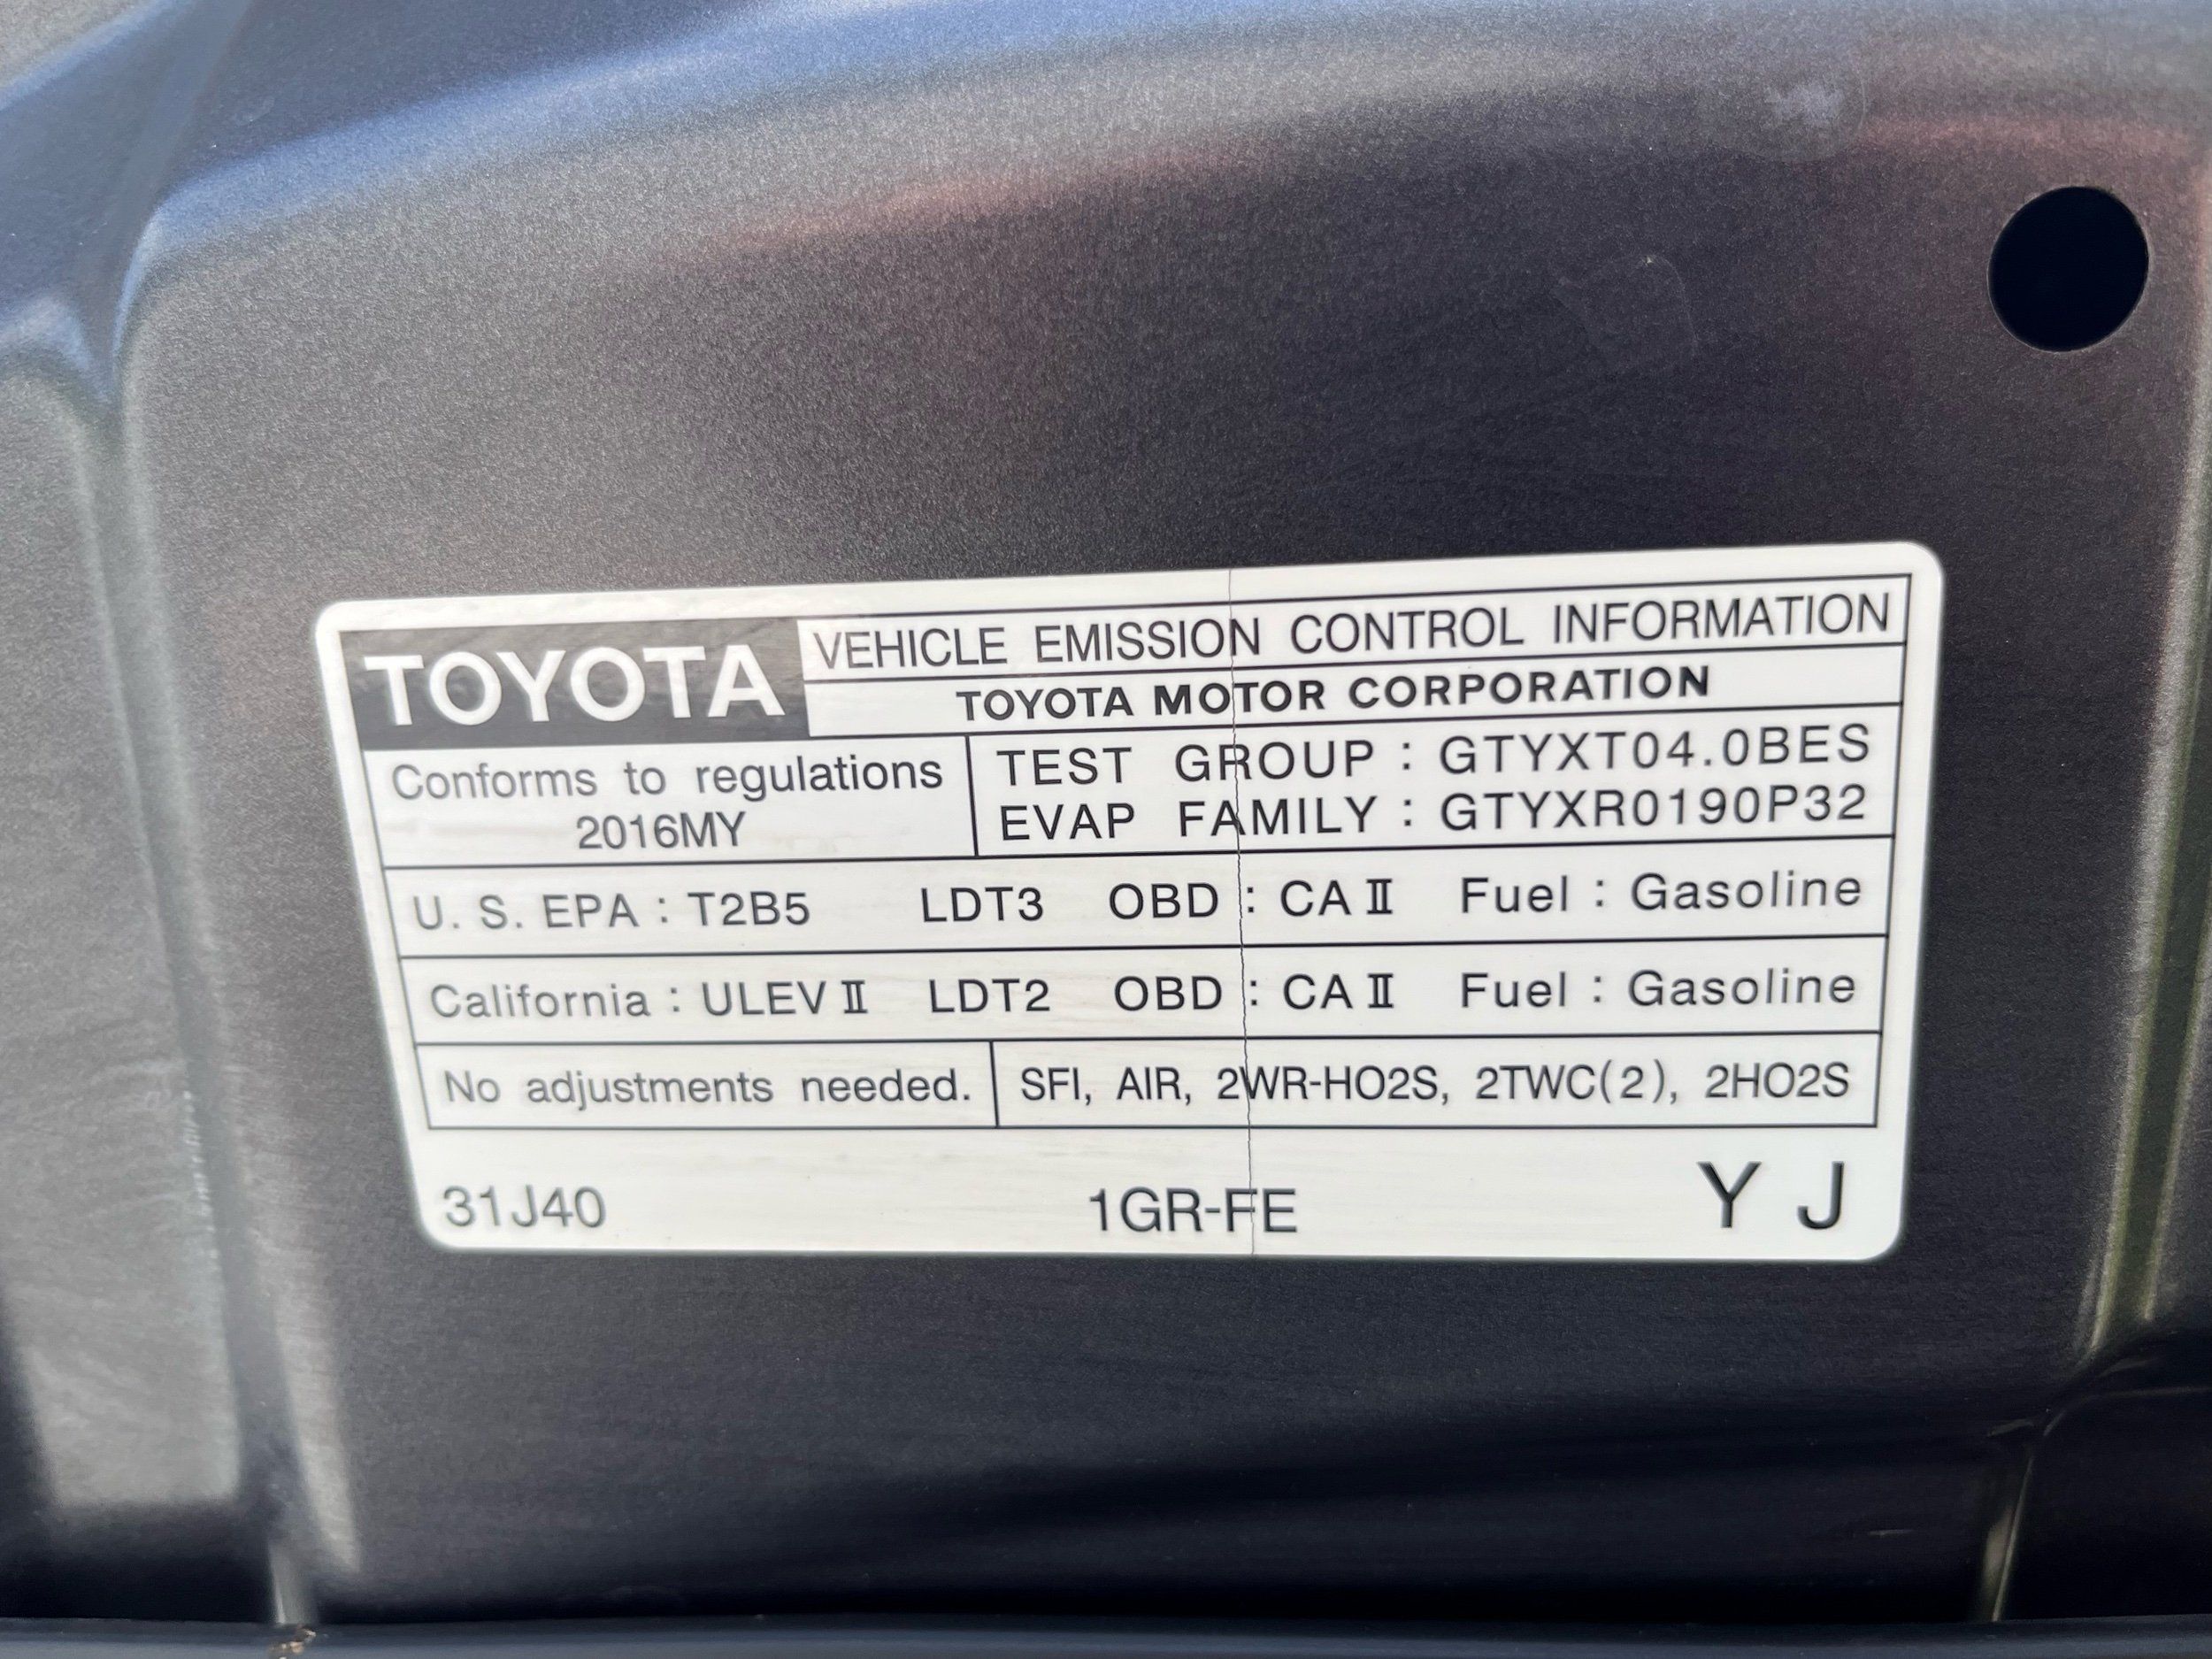 TOYOTA VEHICLE EMISSION CONTROL INFORMATION
TOYOTA MOTOR CORPORATION
Conforms to regulations
2016MY
TEST GROUP : GTYXT04.0BES
EVAP FAMILY : GTYXR0190P32
U. S. EPA : T2B5 LDT3 OBD : CA II Fuel : Gasoline
California : ULEV II LDT2 OBD : CA II Fuel : Gasoline
No adjustments needed. SFI, AIR, 2WR-HO2S, 2TWC(2), 2HO2S
31J40 1GR-FE Y J